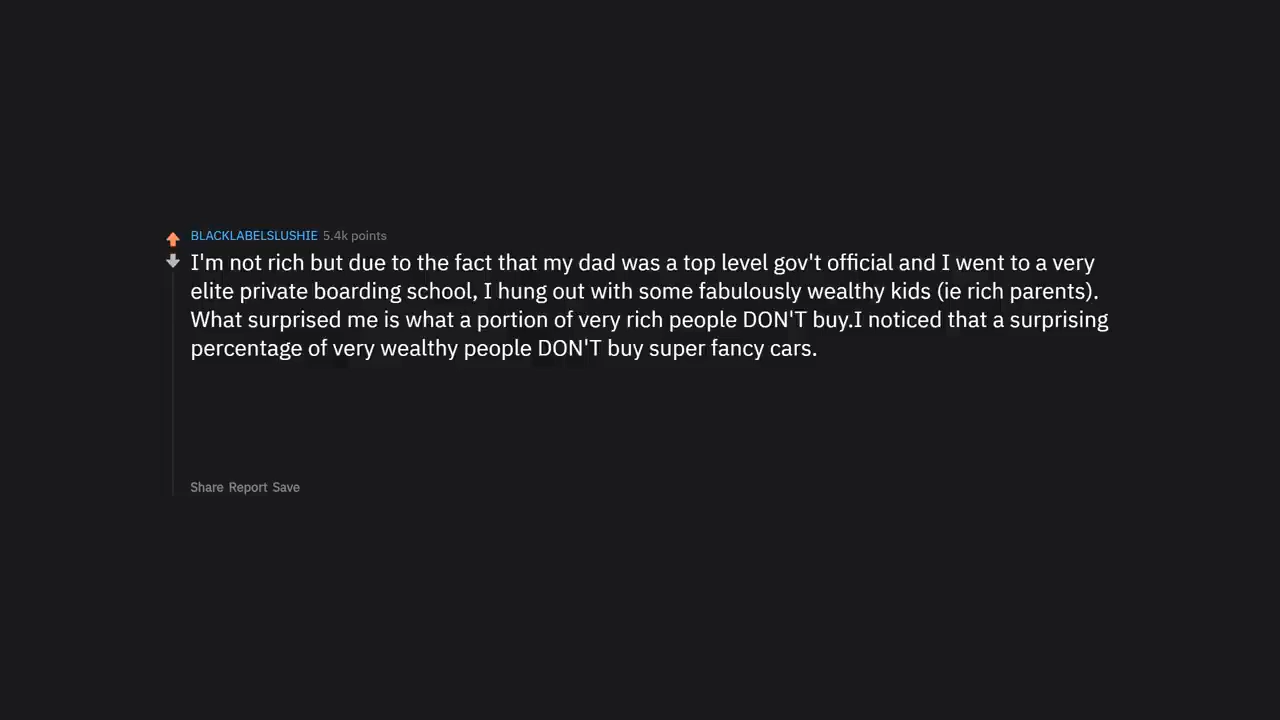 BLACKLABELSLUSHIE 5.4k points
I'm not rich but due to the fact that my dad was a top level gov't official and I went to a very
elite private boarding school, I hung out with some fabulously wealthy kids (ie rich parents).
What surprised me is what a portion of very rich people DON'T buy.I noticed that a surprising
percentage of very wealthy people DON'T buy super fancy cars.
Share Report Save